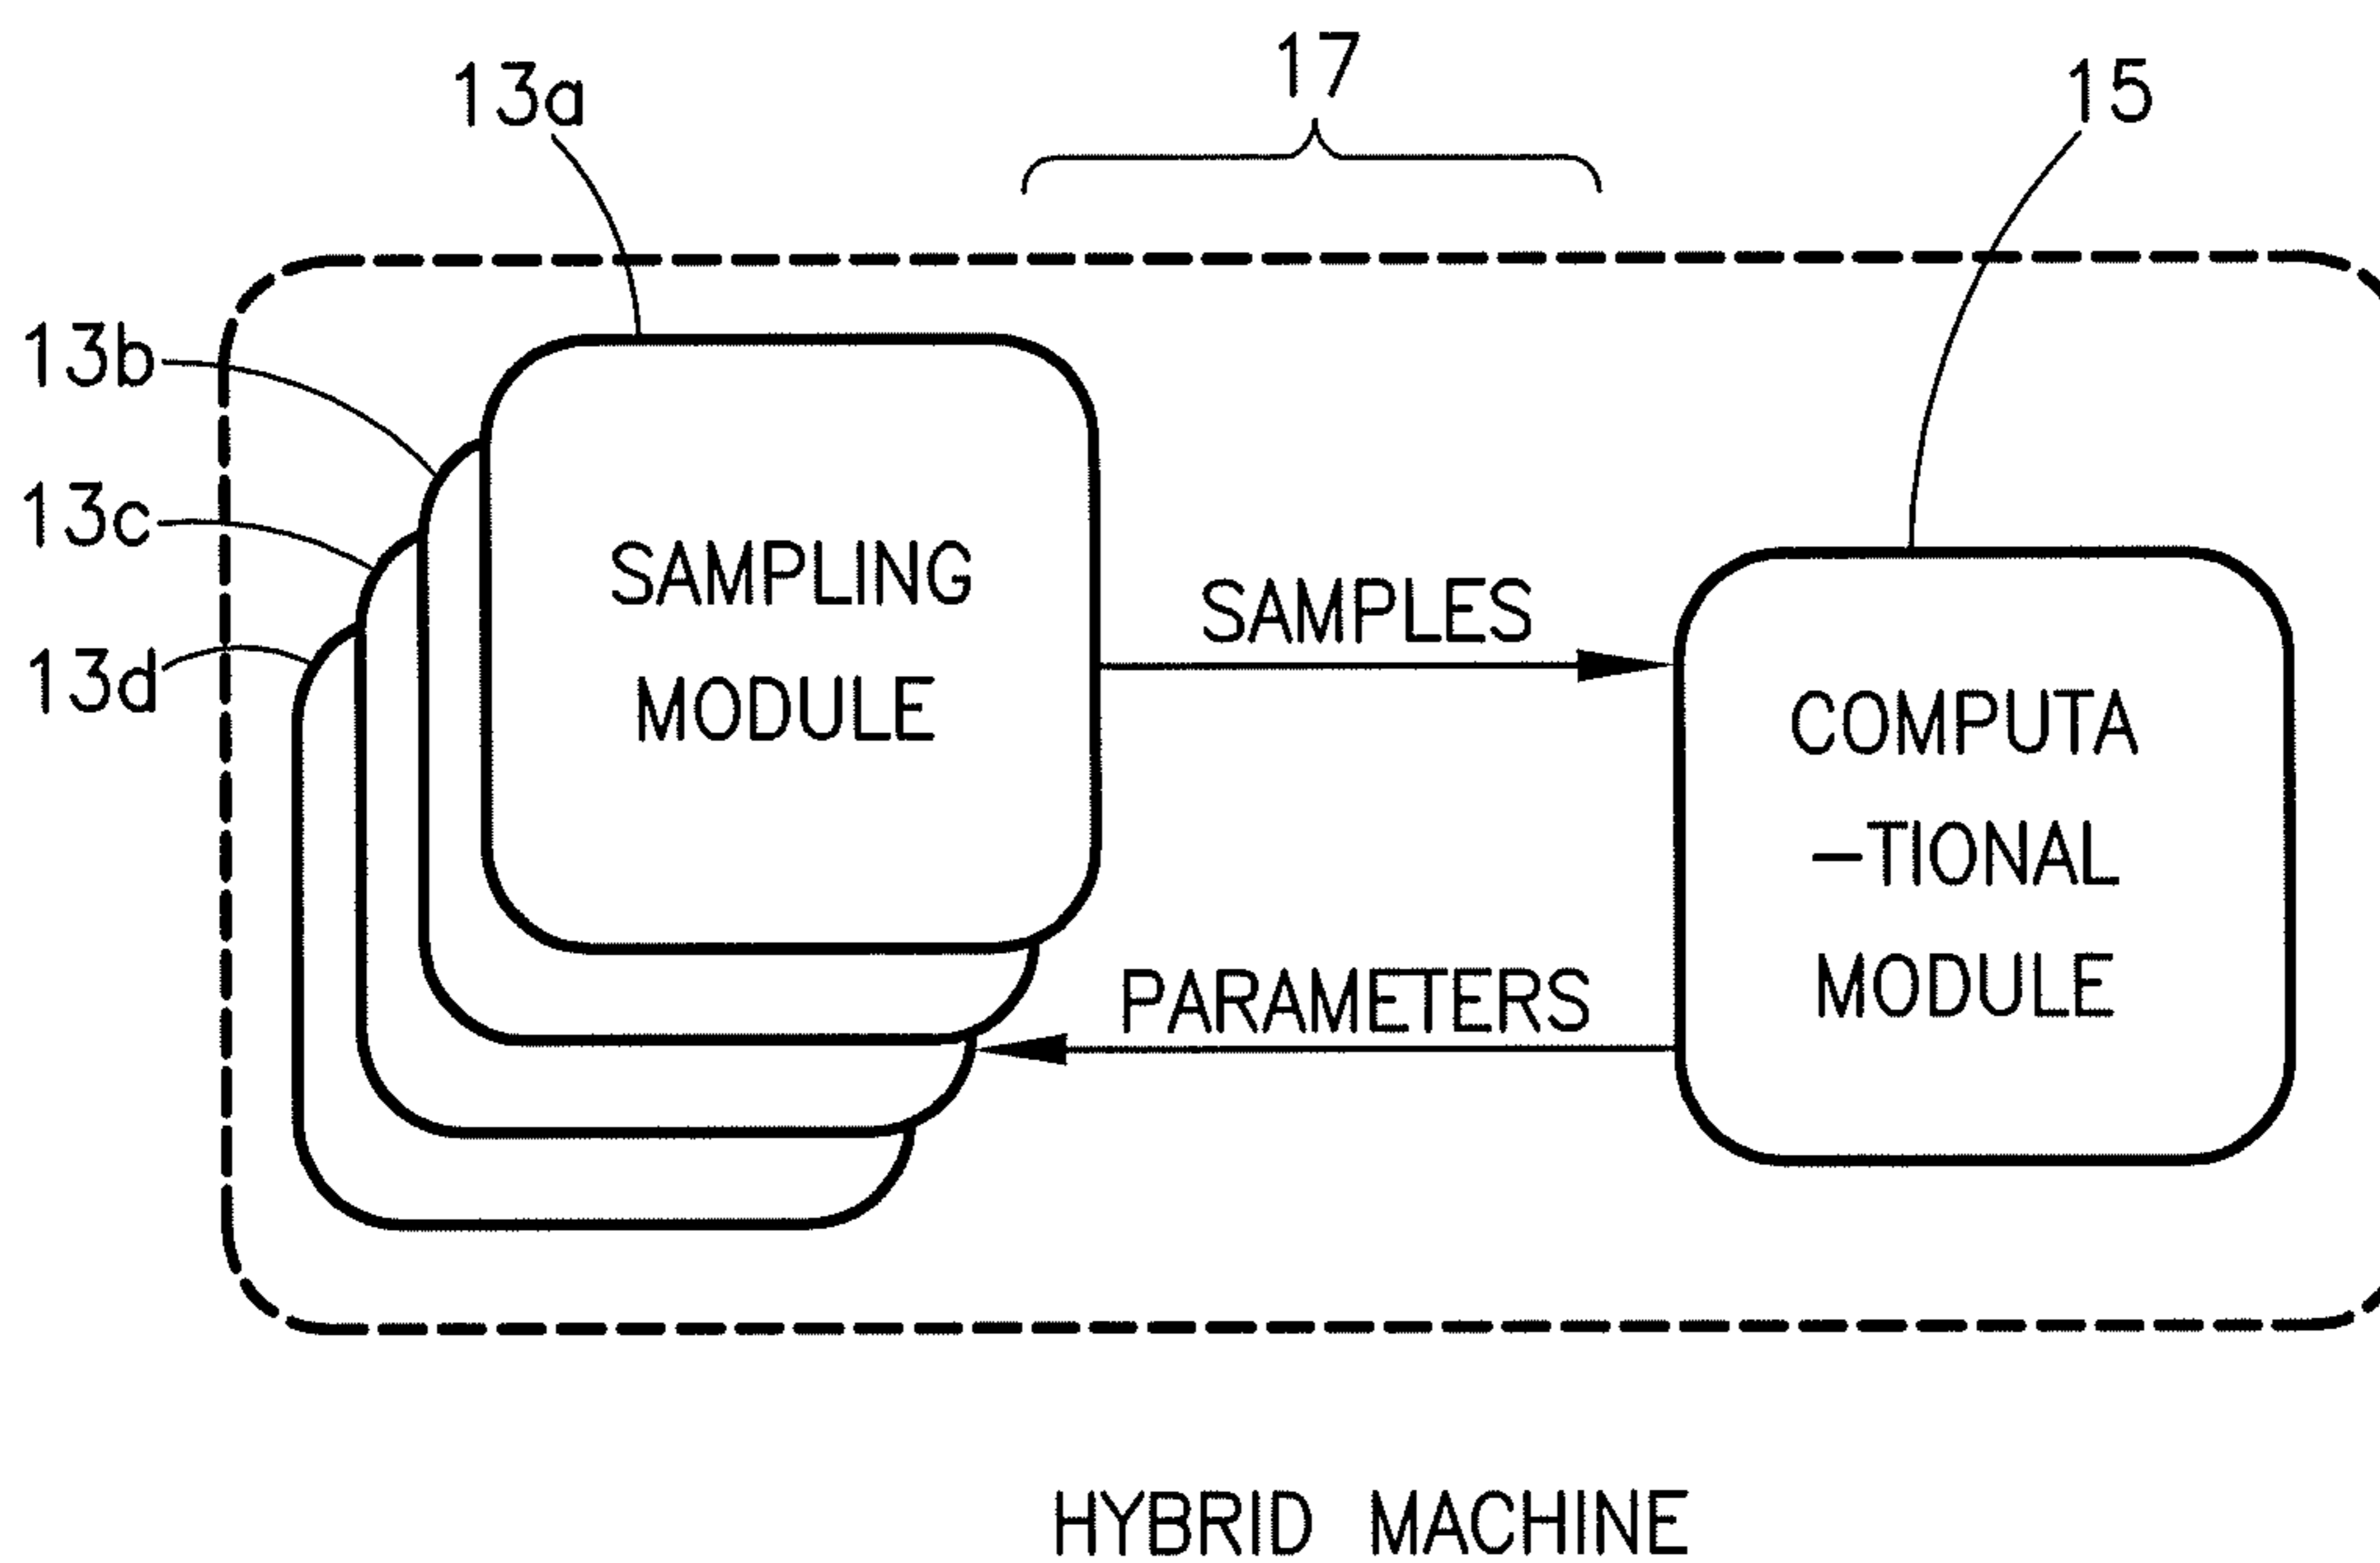 17
13a
15
13b
13c
13d
SAMPLING
MODULE
SAMPLES
COMPUTA
-TIONAL
MODULE
PARAMETERS
HYBRID MACHINE